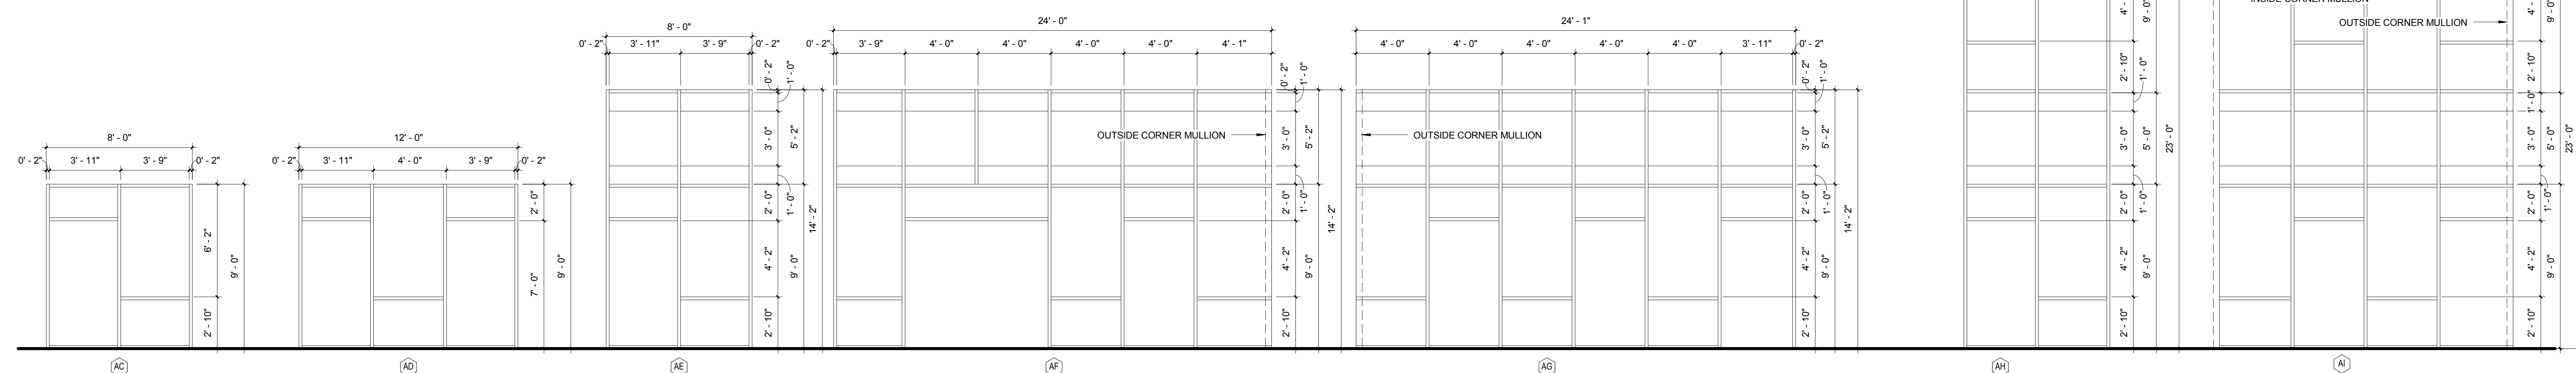 8' - 0"
0' - 2"
3' - 11"
3' - 9"
0' - 2"
6' - 2"
9' - 0"
2' - 10"
AC
12' - 0"
0' - 2"
3' - 11"
4' - 0"
3' - 9"
0' - 2"
2' - 0"
9' - 0"
7' - 0"
AD
8' - 0"
0' - 2"
3' - 11"
3' - 9"
0' - 2"
0' - 2"
1' - 0"
3' - 0"
5' - 2"
2' - 0"
1' - 0"
14' - 2"
4' - 2"
9' - 0"
2' - 10"
AE
24' - 0"
0' - 2"
3' - 9"
4' - 0"
4' - 0"
4' - 0"
4' - 0"
4' - 1"
0' - 2"
1' - 0"
OUTSIDE CORNER MULLION
3' - 0"
5' - 2"
2' - 0"
1' - 0"
14' - 2"
4' - 2"
9' - 0"
2' - 10"
AF
24' - 1"
4' - 0"
4' - 0"
4' - 0"
4' - 0"
4' - 0"
3' - 11"
0' - 2"
0' - 2"
1' - 0"
OUTSIDE CORNER MULLION
3' - 0"
5' - 2"
2' - 0"
1' - 0"
14' - 2"
4' - 2"
9' - 0"
2' - 10"
AG
9' - 0"
2' - 10"
1' - 0"
3' - 0"
5' - 0"
23' - 0"
2' - 0"
1' - 0"
4' - 2"
9' - 0"
2' - 10"
AH
INSIDE CORNER MULLION
OUTSIDE CORNER MULLION
9' - 0"
2' - 10"
1' - 0"
3' - 0"
5' - 0"
23' - 0"
2' - 0"
1' - 0"
4' - 2"
9' - 0"
2' - 10"
AI